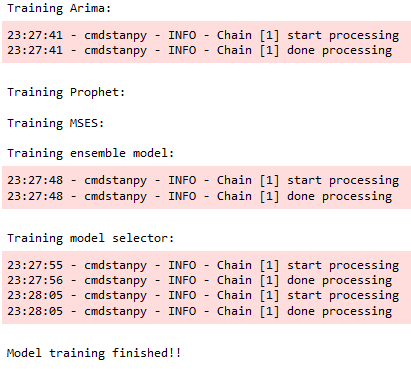 Training Arima:
23:27:41 - cmdstanpy - INFO - Chain [1] start processing
23:27:41 - cmdstanpy - INFO - Chain [1] done processing
Training Prophet:
Training MSES:
Training ensemble model:
23:27:48 - cmdstanpy - INFO - Chain [1] start processing
23:27:48 - cmdstanpy - INFO - Chain [1] done processing
Training model selector:
23:27:55 - cmdstanpy - INFO - Chain [1] start processing
23:27:56 - cmdstanpy - INFO - Chain [1] done processing
23:28:05 - cmdstanpy - INFO - Chain [1] start processing
23:28:05 - cmdstanpy - INFO - Chain [1] done processing
Model training finished!!